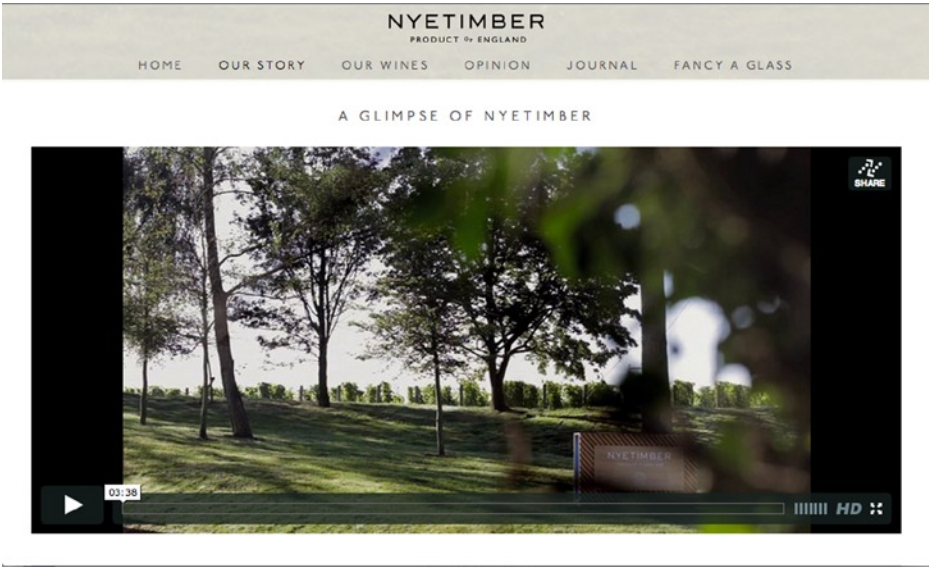 NYETIMBER
PRODUCT OF ENGLAND
HOME OUR STORY OUR WINES OPINION JOURNAL FANCY A GLASS
A GLIMPSE OF NYETIMBER
SHARE
NYETIMBER
03:38
HD